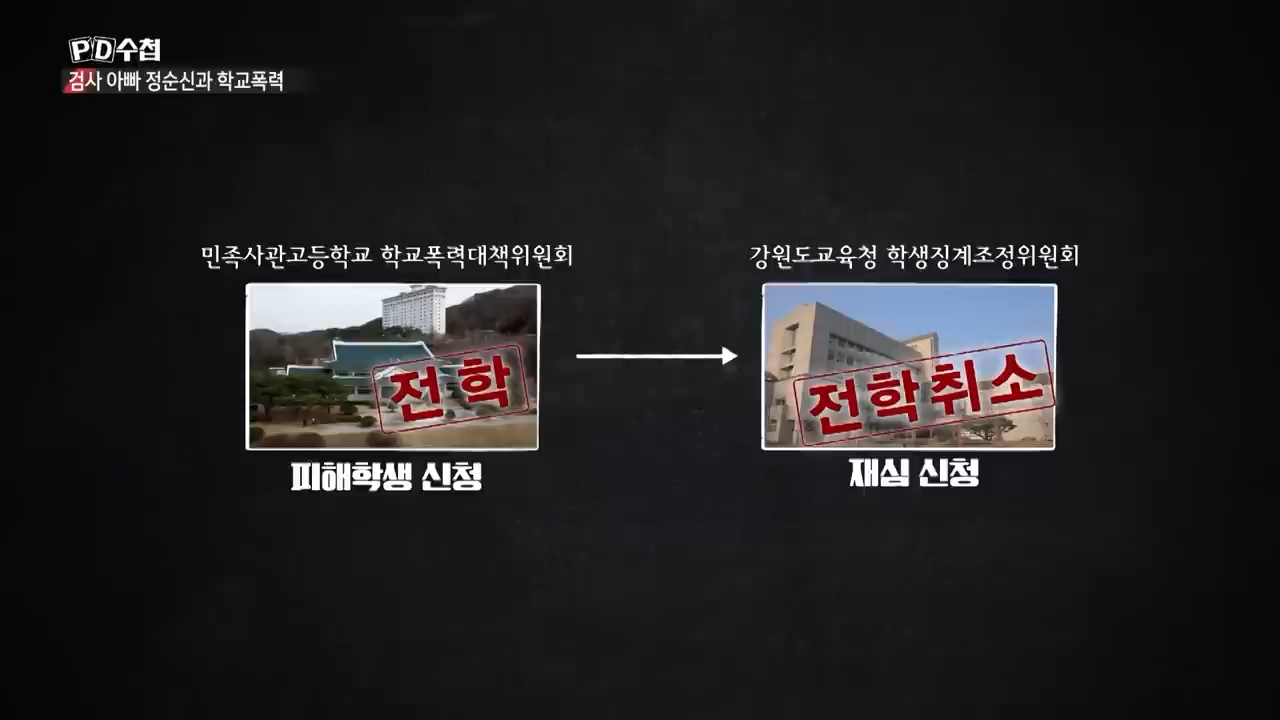 PD수첩
검사 아빠 정순신과 학교폭력
민족사관고등학교 학교폭력대책위원회
강원도교육청 학생징계조정위원회
전학
전학취소
피해학생 신청
재심 신청